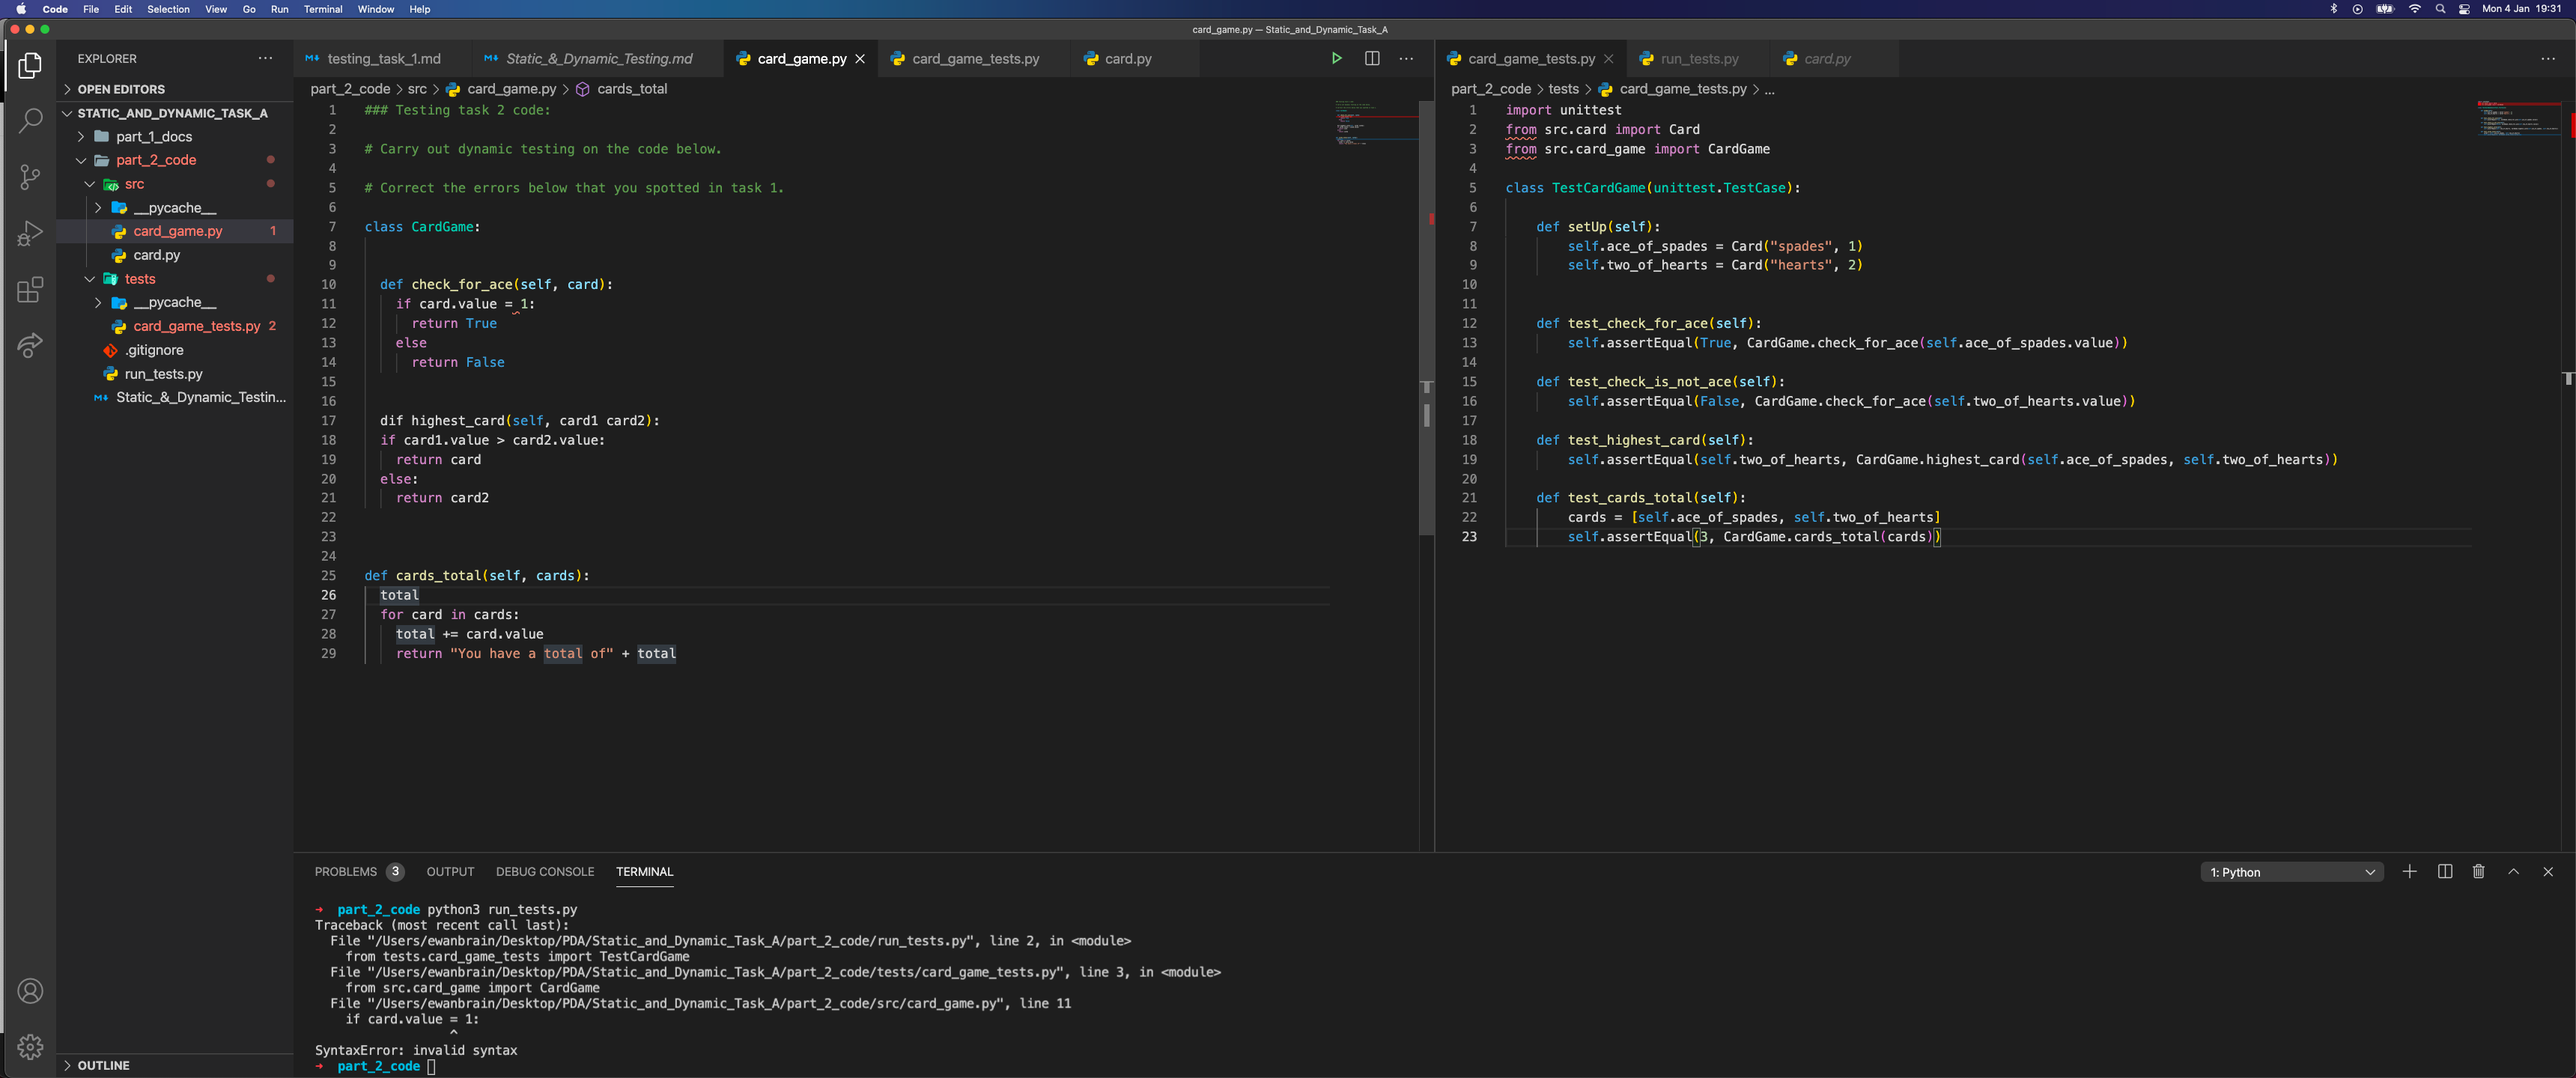 Code File Edit Selection View Go Run Terminal Window Help Mon 4 Jan 19:31
card_game.py — Static_and_Dynamic_Task_A
EXPLORER
OPEN EDITORS
STATIC_AND_DYNAMIC_TASK_A
part_1_docs
part_2_code
src
__pycache__
card_game.py 1
card.py
tests
__pycache__
card_game_tests.py 2
.gitignore
run_tests.py
Static_&_Dynamic_Testin...
OUTLINE
testing_task_1.md Static_&_Dynamic_Testing.md card_game.py card_game_tests.py card.py
part_2_code > src > card_game.py > cards_total
1 ### Testing task 2 code:
2
3 # Carry out dynamic testing on the code below.
4
5 # Correct the errors below that you spotted in task 1.
6
7 class CardGame:
8
9
10 def check_for_ace(self, card):
11 if card.value = 1:
12 return True
13 else
14 return False
15
16
17 dif highest_card(self, card1 card2):
18 if card1.value > card2.value:
19 return card
20 else:
21 return card2
22
23
24
25 def cards_total(self, cards):
26 total
27 for card in cards:
28 total += card.value
29 return "You have a total of" + total
card_game_tests.py run_tests.py card.py
part_2_code > tests > card_game_tests.py > ...
1 import unittest
2 from src.card import Card
3 from src.card_game import CardGame
4
5 class TestCardGame(unittest.TestCase):
6
7 def setUp(self):
8 self.ace_of_spades = Card("spades", 1)
9 self.two_of_hearts = Card("hearts", 2)
10
11
12 def test_check_for_ace(self):
13 self.assertEqual(True, CardGame.check_for_ace(self.ace_of_spades.value))
14
15 def test_check_is_not_ace(self):
16 self.assertEqual(False, CardGame.check_for_ace(self.two_of_hearts.value))
17
18 def test_highest_card(self):
19 self.assertEqual(self.two_of_hearts, CardGame.highest_card(self.ace_of_spades, self.two_of_hearts))
20
21 def test_cards_total(self):
22 cards = [self.ace_of_spades, self.two_of_hearts]
23 self.assertEqual(3, CardGame.cards_total(cards))
PROBLEMS 3 OUTPUT DEBUG CONSOLE TERMINAL 1: Python
→ part_2_code python3 run_tests.py
Traceback (most recent call last):
File "/Users/ewanbrain/Desktop/PDA/Static_and_Dynamic_Task_A/part_2_code/run_tests.py", line 2, in <module>
from tests.card_game_tests import TestCardGame
File "/Users/ewanbrain/Desktop/PDA/Static_and_Dynamic_Task_A/part_2_code/tests/card_game_tests.py", line 3, in <module>
from src.card_game import CardGame
File "/Users/ewanbrain/Desktop/PDA/Static_and_Dynamic_Task_A/part_2_code/src/card_game.py", line 11
if card.value = 1:
^
SyntaxError: invalid syntax
→ part_2_code